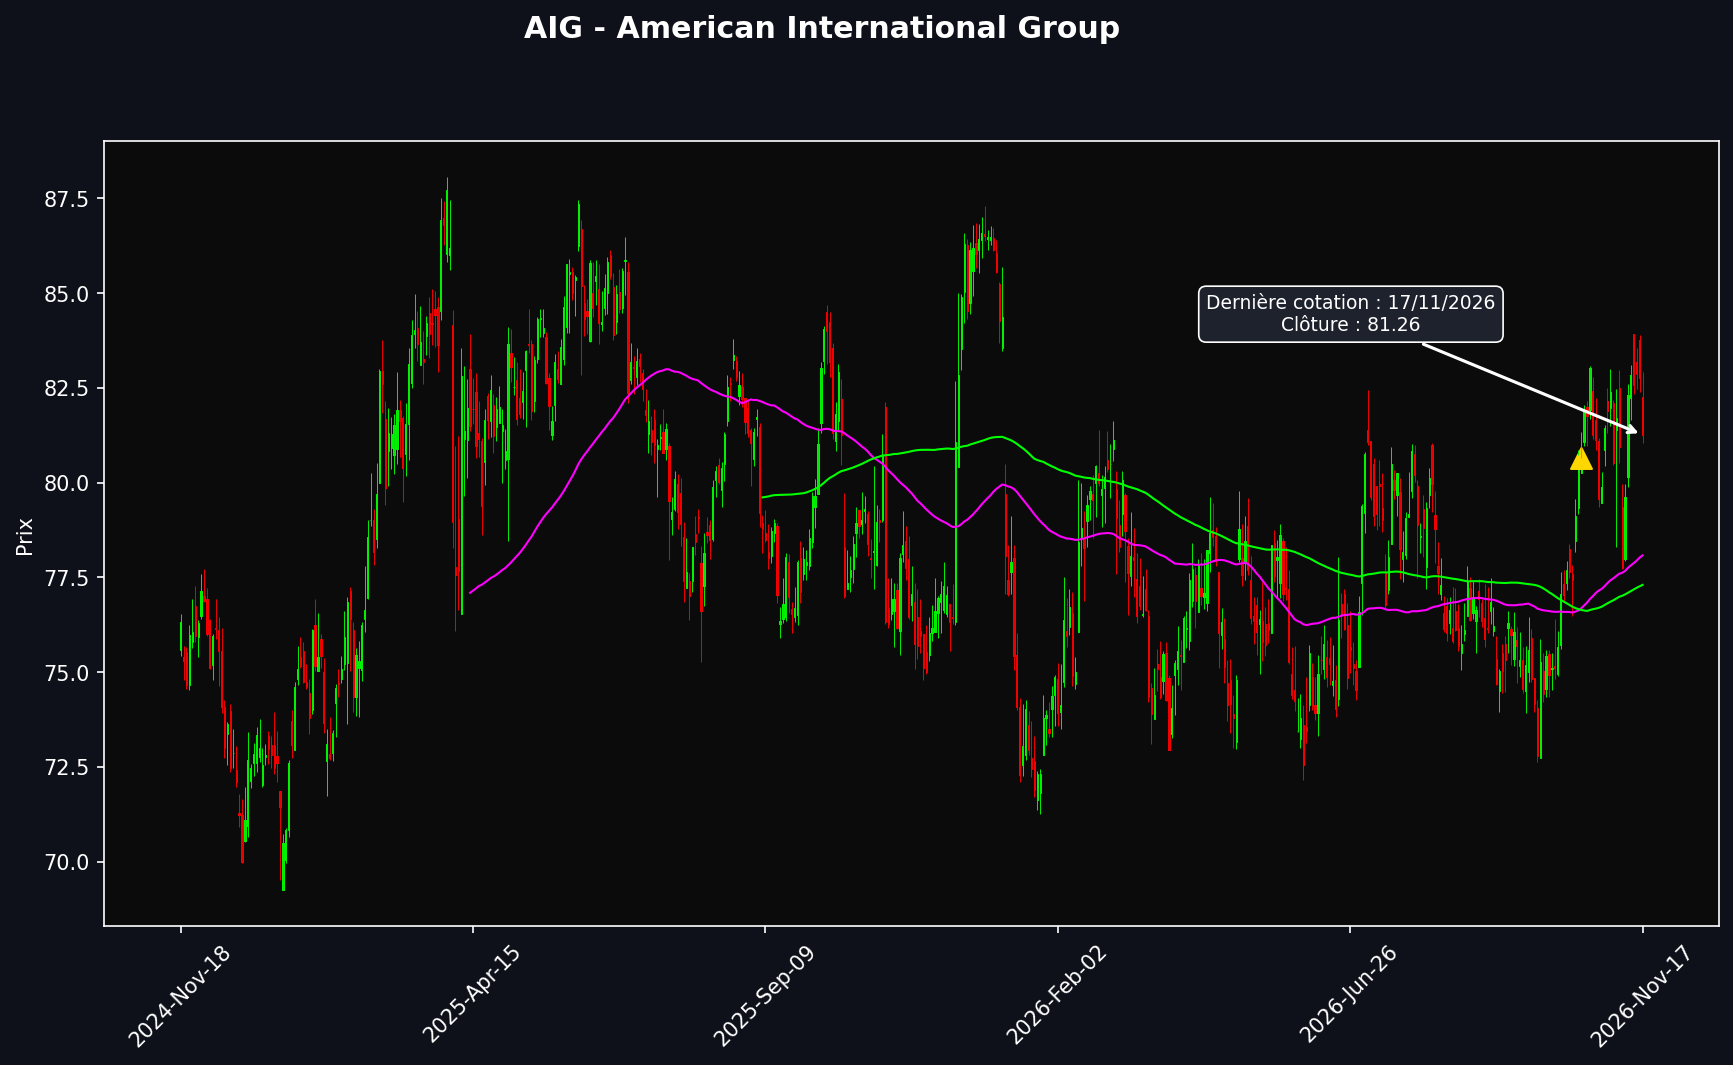 AIG - American International Group
Prix
87.5
85.0
82.5
80.0
77.5
75.0
72.5
70.0
Dernière cotation : 17/11/2026
Clôture : 81.26
2024-Nov-18
2025-Apr-15
2025-Sep-09
2026-Feb-02
2026-Jun-26
2026-Nov-17